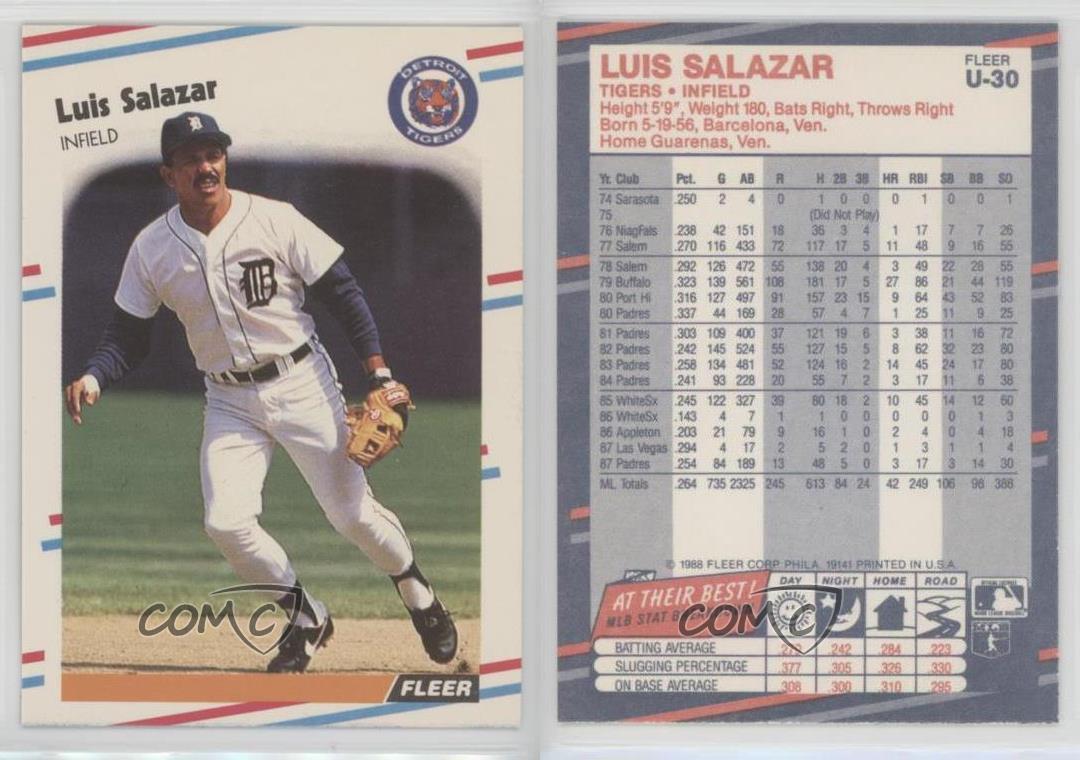 Luis Salazar
INFIELD
DETROIT
TIGERS
D
D
FLEER
COMC
LUIS SALAZAR
FLEER
U-30
TIGERS • INFIELD
Height 5'9", Weight 180, Bats Right, Throws Right
Born 5-19-56, Barcelona, Ven.
Home Guarenas, Ven.
Yr. Club Pct. G AB R H 2B 3B HR RBI SB BB SO
74 Sarasota .250 2 4 0 1 0 0 0 1 0 0 1
75 (Did Not Play)
76 NiagFals .238 42 151 18 36 3 4 1 17 7 7 26
77 Salem .270 116 433 72 117 17 5 11 48 9 16 55
78 Salem .292 126 472 55 138 20 4 3 49 22 28 55
79 Buffalo .323 139 561 108 181 17 5 27 86 21 44 119
80 Port Hi .316 127 497 91 157 23 15 9 64 43 52 83
80 Padres .337 44 169 28 57 4 7 1 25 11 9 25
81 Padres .303 109 400 37 121 19 6 3 38 11 16 72
82 Padres .242 145 524 55 127 15 5 8 62 32 23 80
83 Padres .258 134 481 52 124 16 2 14 45 24 17 80
84 Padres .241 93 228 20 55 7 2 3 17 11 6 38
85 WhiteSx .245 122 327 39 80 18 2 10 45 14 12 60
86 WhiteSx .143 4 7 1 1 0 0 0 0 0 1 3
86 Appleton .203 21 79 9 16 1 0 2 4 0 4 18
87 Las Vegas .294 4 17 2 5 2 0 1 3 1 1 4
87 Padres .254 84 189 13 48 5 0 3 17 3 14 30
ML Totals .264 735 2325 245 613 84 24 42 249 106 98 388
© 1988 FLEER CORP. PHILA. 19141 PRINTED IN U.S.A.
AT THEIR BEST!
MLB STAT
DAY NIGHT HOME ROAD
BATTING AVERAGE .242 .284 .223
SLUGGING PERCENTAGE .377 .305 .326 .330
ON BASE AVERAGE .308 .300 .310 .295
COMC